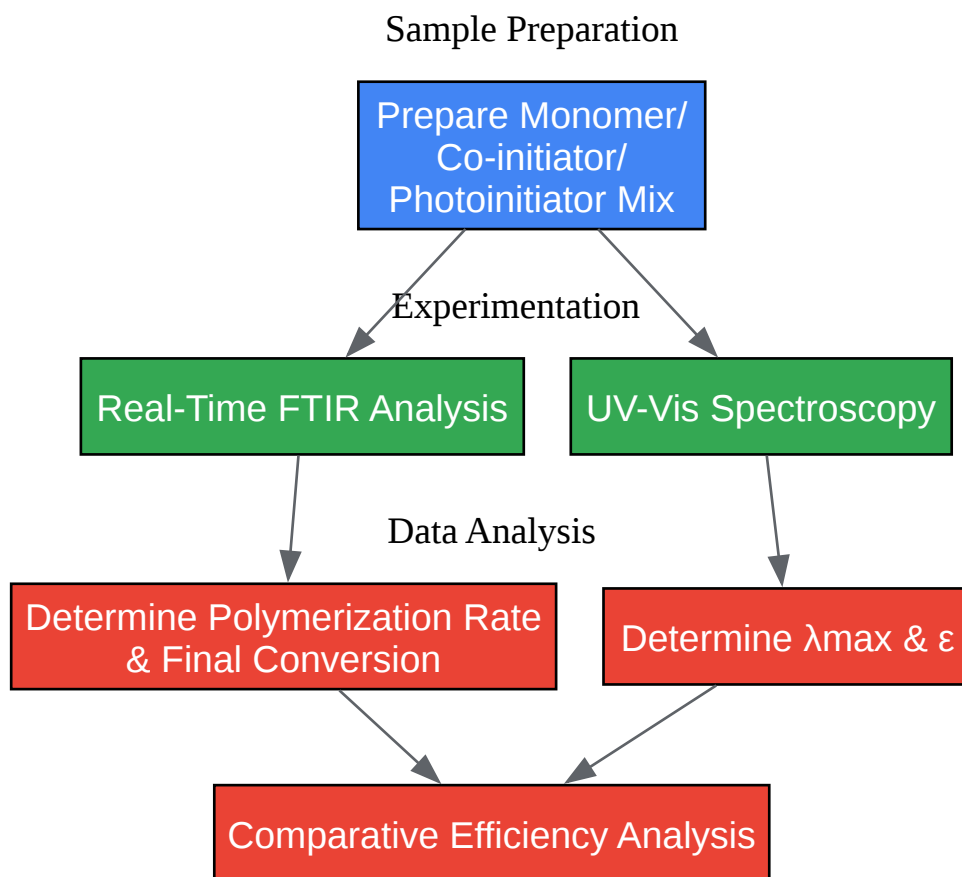 Sample Preparation
Prepare Monomer/
Co-initiator/
Photoinitiator Mix
Experimentation
Real-Time FTIR Analysis
UV-Vis Spectroscopy
Data Analysis
Determine Polymerization Rate
& Final Conversion
Determine λmax & ε
Comparative Efficiency Analysis